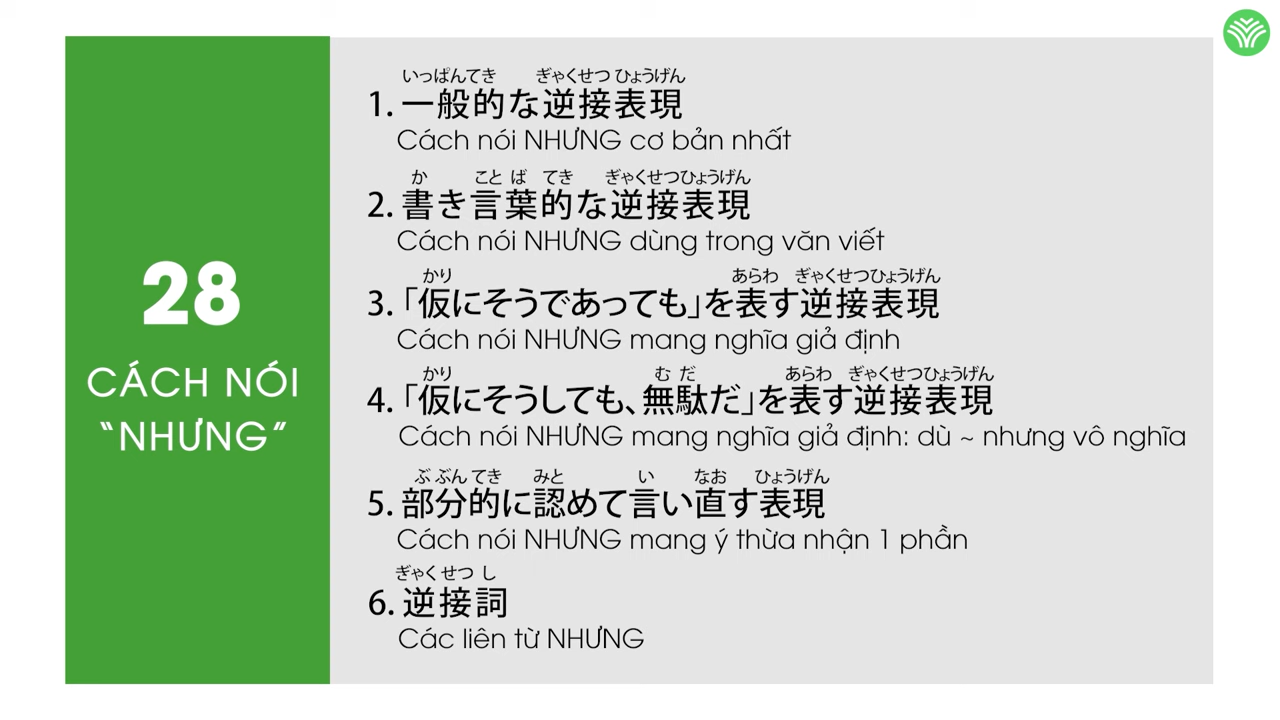 28
CÁCH NÓI
“NHƯNG”
いっぱんてき ぎゃくせつ ひょうげん
1. 一般的な逆接表現
Cách nói NHƯNG cơ bản nhất
か ことば てき ぎゃくせつひょうげん
2. 書き言葉的な逆接表現
Cách nói NHƯNG dùng trong văn viết
かり あらわ ぎゃくせつひょうげん
3. 「仮にそうであっても」を表す逆接表現
Cách nói NHƯNG mang nghĩa giả định
かり むだ あらわ ぎゃくせつひょうげん
4. 「仮にそうしても、無駄だ」を表す逆接表現
Cách nói NHƯNG mang nghĩa giả định: dù ~ nhưng vô nghĩa
ぶぶんてき みと い なお ひょうげん
5. 部分的に認めて言い直す表現
Cách nói NHƯNG mang ý thừa nhận 1 phần
ぎゃくせつし
6. 逆接詞
Các liên từ NHƯNG